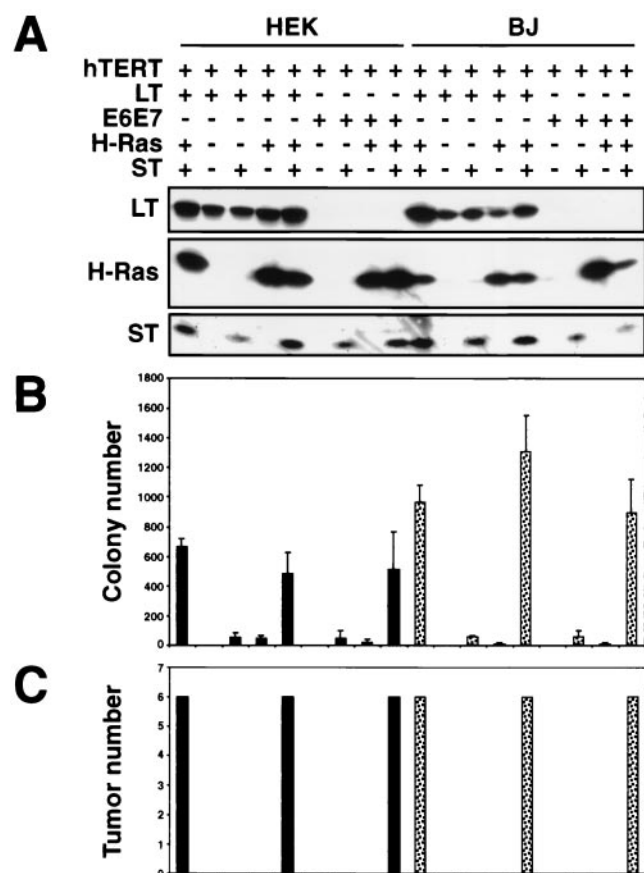 A
HEK BJ
hTERT + + + + + + + + + + + + + + + + + +
LT + + + + + - - - - + + + + + - - - -
E6E7 - - - - - + + + + - - - - - + + + +
H-Ras + - - + + - - + + + - - + + - - + +
ST + - + - + - + - + + - + - + - + - +
LT
H-Ras
ST
B
Colony number
1800
1600
1400
1200
1000
800
600
400
200
0
C
Tumor number
7
6
5
4
3
2
1
0